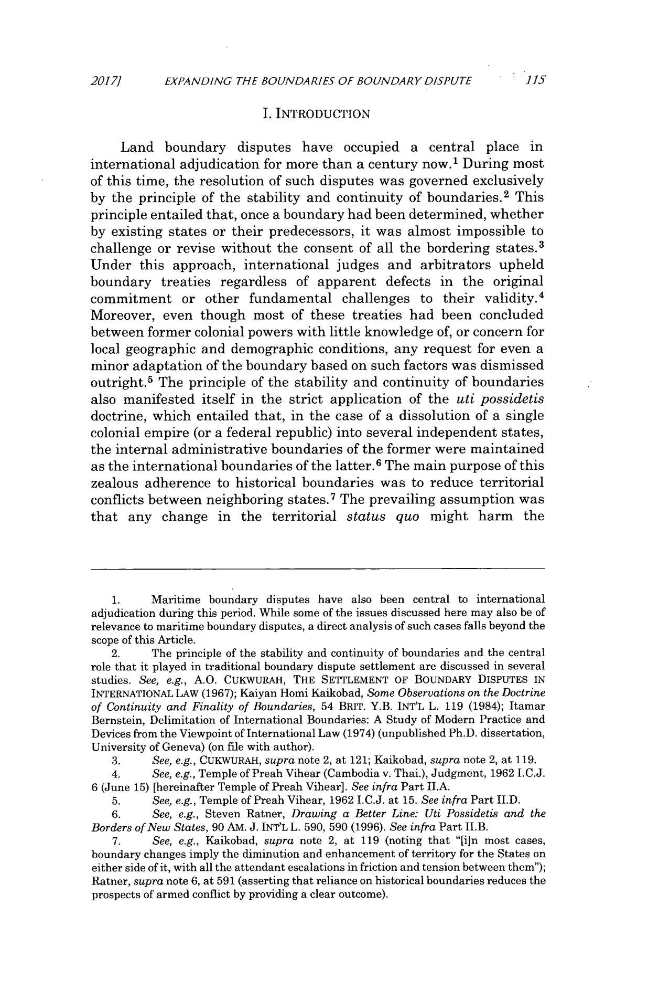 2017]	EXPANDING THE BOUNDARIES OF BOUNDARY DISPUTE	115
I. INTRODUCTION
Land boundary disputes have occupied a central place in
international adjudication for more than a century now.1 During most
of this time, the resolution of such disputes was governed exclusively
by the principle of the stability and continuity of boundaries.2 This
principle entailed that, once a boundary had been determined, whether
by existing states or their predecessors, it was almost impossible to
challenge or revise without the consent of all the bordering states.3
Under this approach, international judges and arbitrators upheld
boundary treaties regardless of apparent defects in the original
commitment or other fundamental challenges to their validity.4
Moreover, even though most of these treaties had been concluded
between former colonial powers with little knowledge of, or concern for
local geographic and demographic conditions, any request for even a
minor adaptation of the boundary based on such factors was dismissed
outright.5 The principle of the stability and continuity of boundaries
also manifested itself in the strict application of the uti possidetis
doctrine, which entailed that, in the case of a dissolution of a single
colonial empire (or a federal republic) into several independent states,
the internal administrative boundaries of the former were maintained
as the international boundaries of the latter.6 The main purpose of this
zealous adherence to historical boundaries was to reduce territorial
conflicts between neighboring states.7 The prevailing assumption was
that any change in the territorial status quo might harm the
1. Maritime boundary disputes have also been central to international
adjudication during this period. While some of the issues discussed here may also be of
relevance to maritime boundary disputes, a direct analysis of such cases falls beyond the
scope of this Article.
2. The principle of the stability and continuity of boundaries and the central
role that it played in traditional boundary dispute settlement are discussed in several
studies. See, e.g., A.O. CUKWURAH, THE SETTLEMENT OF BOUNDARY DISPUTES IN
INTERNATIONAL LAW (1967); Kaiyan Homi Kaikobad, Some Observations on the Doctrine
of Continuity and Finality of Boundaries, 54 BRIT. Y.B. INT'L L. 119 (1984); Itamar
Bernstein, Delimitation of International Boundaries: A Study of Modern Practice and
Devices from the Viewpoint of International Law (1974) (unpublished Ph.D. dissertation,
University of Geneva) (on file with author).
3. See, e.g., CUKWURAH, supra note 2, at 121; Kaikobad, supra note 2, at 119.
4. See, e.g., Temple of Preah Vihear (Cambodia v. Thai.), Judgment, 1962 I.C.J.
6 (June 15) [hereinafter Temple of Preah Vihear]. See infra Part II.A.
5. See, e.g., Temple of Preah Vihear, 1962 I.C.J. at 15. See infra Part II.D.
6. See, e.g., Steven Ratner, Drawing a Better Line: Uti Possidetis and the
Borders of New States, 90 AM. J. INT'L L. 590, 590 (1996). See infra Part II.B.
7. See, e.g., Kaikobad, supra note 2, at 119 (noting that "[i]n most cases,
boundary changes imply the diminution and enhancement of territory for the States on
either side of it, with all the attendant escalations in friction and tension between them");
Ratner, supra note 6, at 591 (asserting that reliance on historical boundaries reduces the
prospects of armed conflict by providing a clear outcome).